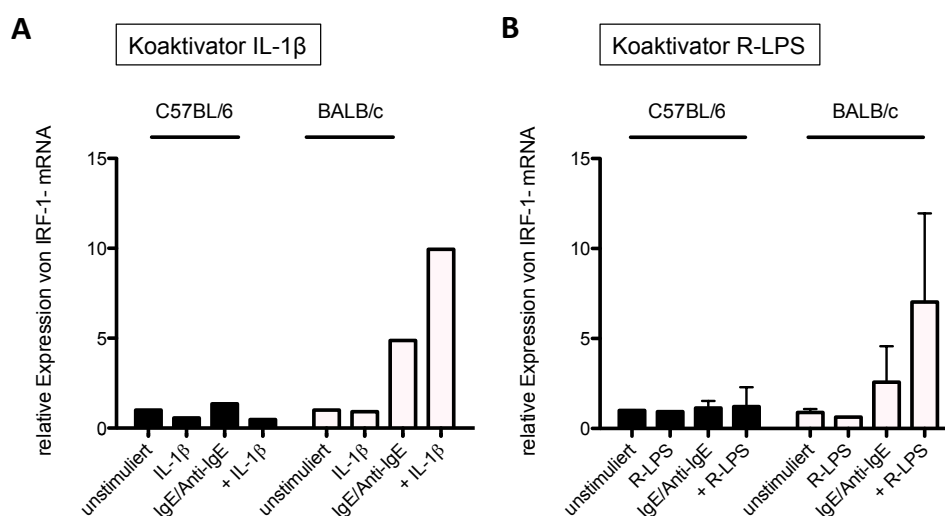 A
Koaktivator IL-1β
C57BL/6
BALB/c
relative Expression von IRF-1- mRNA
15
10
5
0
unstimuliert
IL-1β
IgE/Anti-IgE
+ IL-1β
unstimuliert
IL-1β
IgE/Anti-IgE
+ IL-1β
B
Koaktivator R-LPS
C57BL/6
BALB/c
relative Expression von IRF-1- mRNA
15
10
5
0
unstimuliert
R-LPS
IgE/Anti-IgE
+ R-LPS
unstimuliert
R-LPS
IgE/Anti-IgE
+ R-LPS